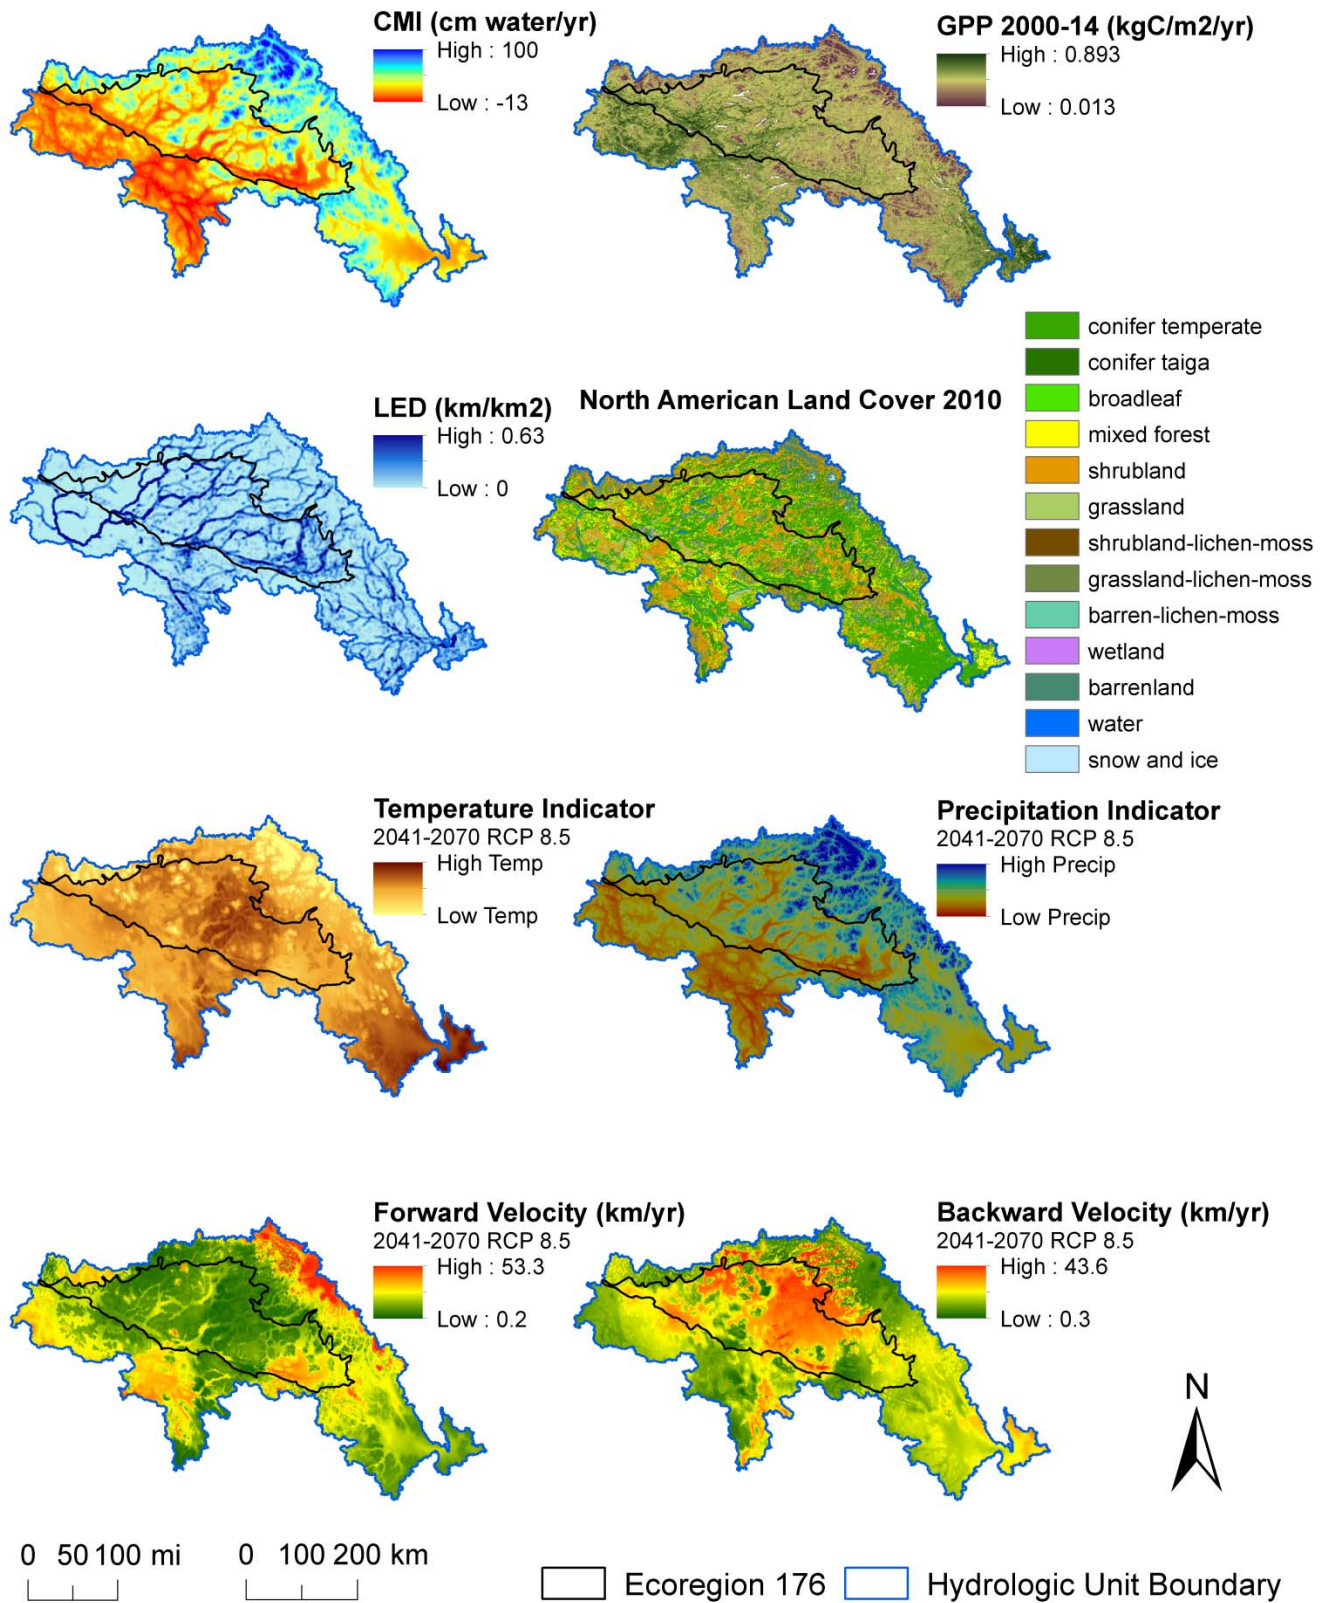 CMI (cm water/yr)
High : 100
Low : -13
GPP 2000-14 (kgC/m2/yr)
High : 0.893
Low : 0.013
LED (km/km2)
High : 0.63
Low : 0
North American Land Cover 2010
conifer temperate
conifer taiga
broadleaf
mixed forest
shrubland
grassland
shrubland-lichen-moss
grassland-lichen-moss
barren-lichen-moss
wetland
barrenland
water
snow and ice
Temperature Indicator
2041-2070 RCP 8.5
High Temp
Low Temp
Precipitation Indicator
2041-2070 RCP 8.5
High Precip
Low Precip
Forward Velocity (km/yr)
2041-2070 RCP 8.5
High : 53.3
Low : 0.2
Backward Velocity (km/yr)
2041-2070 RCP 8.5
High : 43.6
Low : 0.3
N
0 50 100 mi
0 100 200 km
Ecoregion 176
Hydrologic Unit Boundary